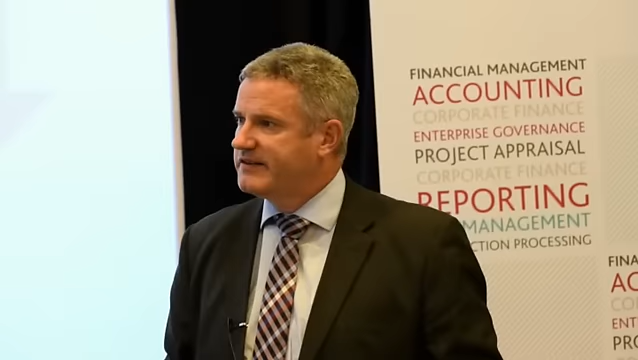 FINANCIAL MANAGEMENT
ACCOUNTING
CORPORATE FINANCE
ENTERPRISE GOVERNANCE
PROJECT APPRAISAL
CORPORATE FINANCE
REPORTING
MANAGEMENT
PROCESSING